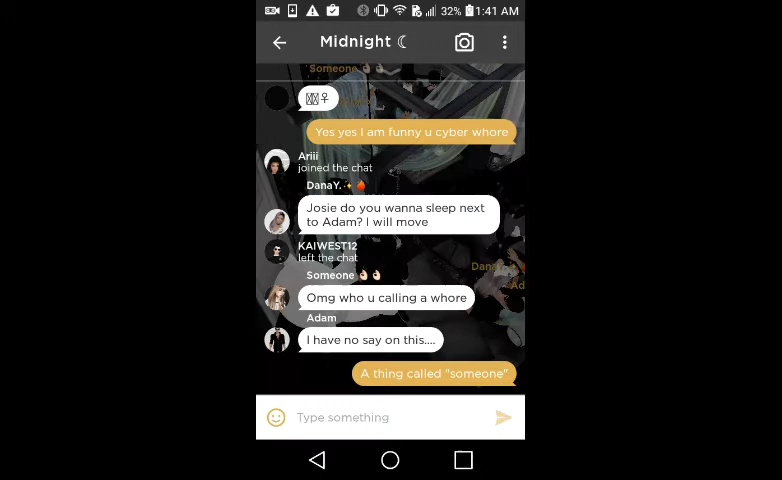 32% 1:41 AM
Midnight
Someone
Yes yes I am funny u cyber whore
Ariii
joined the chat
DanaY.
Josie do you wanna sleep next
to Adam? I will move
KAIWEST12
left the chat
Someone
DanaY
Ad
Omg who u calling a whore
Adam
I have no say on this....
A thing called "someone"
Type something